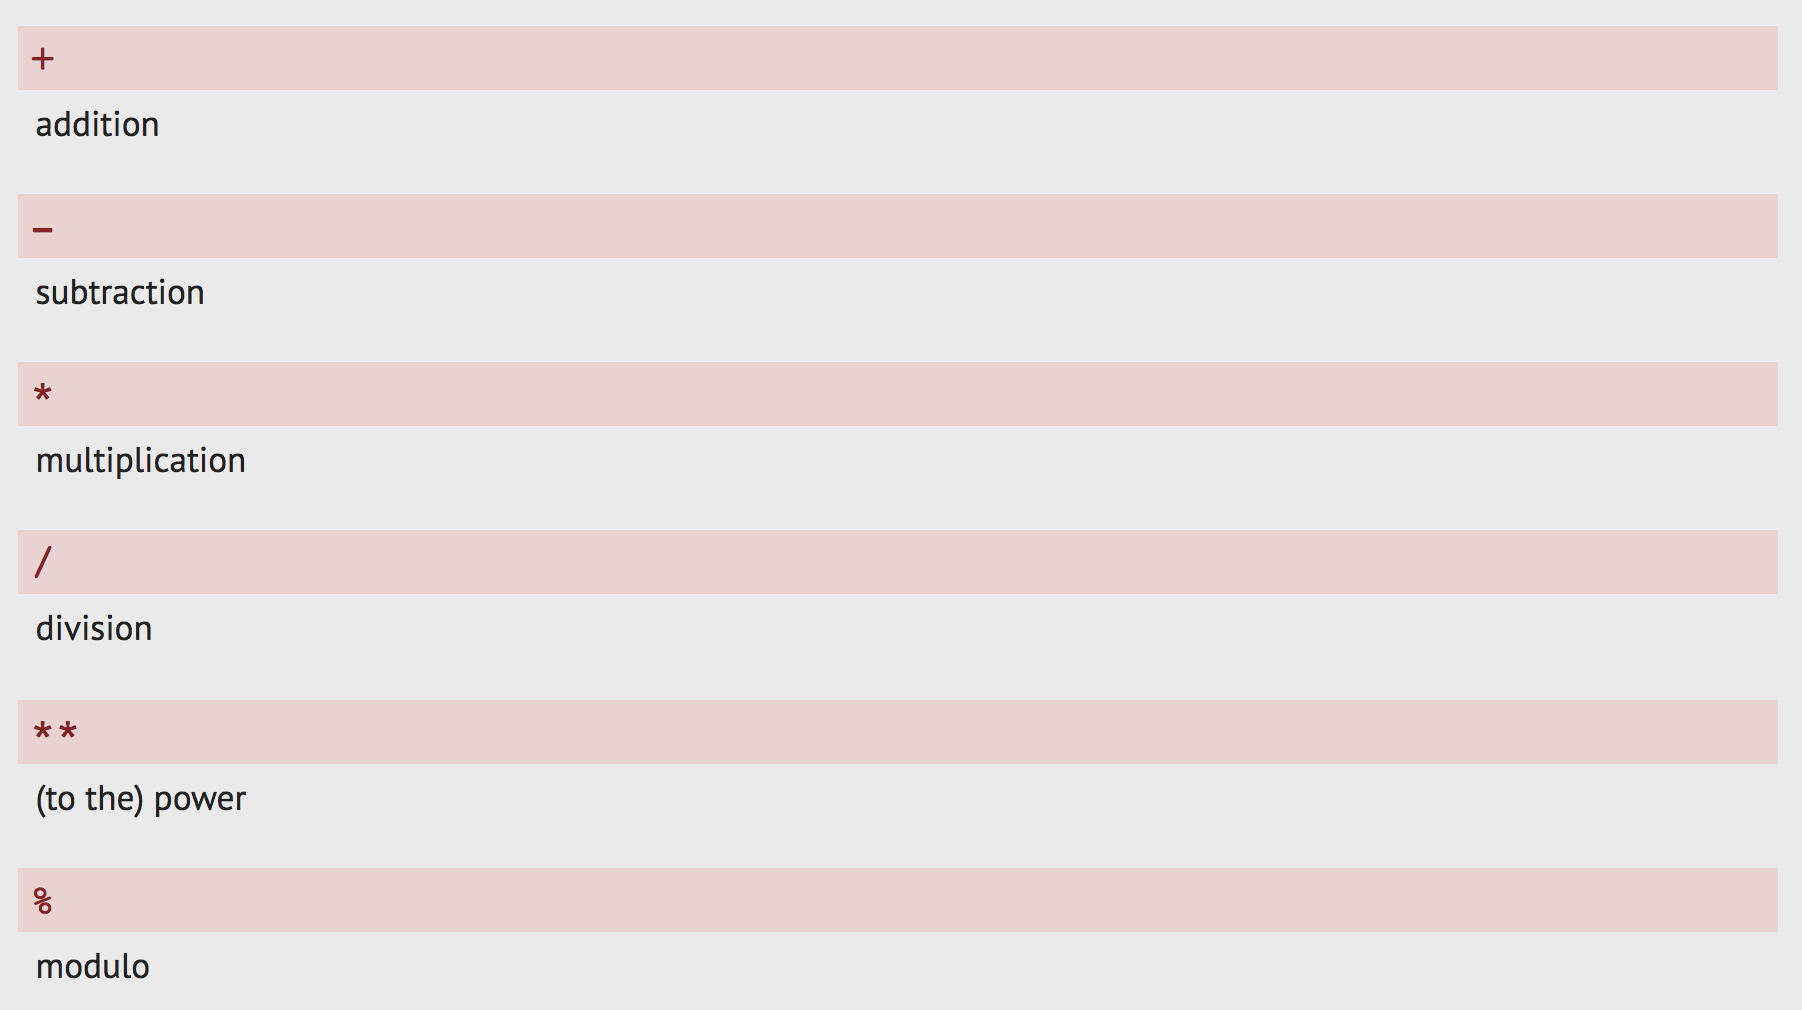 +
addition
-
subtraction
*
multiplication
/
division
**
(to the) power
%
modulo